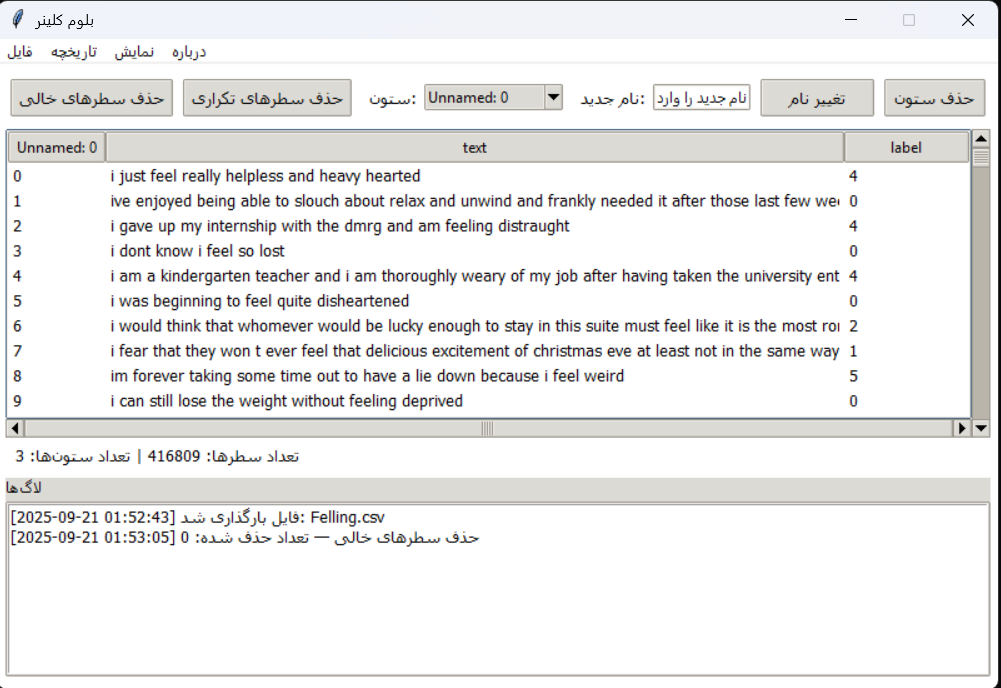 بلوم کلینر
فایل تاریخچه نمایش درباره
حذف سطرهای خالی حذف سطرهای تکراری ستون: Unnamed: 0 نام جدید: نام جدید را وارد تغییر نام حذف ستون
Unnamed: 0 text label
0 i just feel really helpless and heavy hearted 4
1 ive enjoyed being able to slouch about relax and unwind and frankly needed it after those last few wee 0
2 i gave up my internship with the dmrg and am feeling distraught 4
3 i dont know i feel so lost 0
4 i am a kindergarten teacher and i am thoroughly weary of my job after having taken the university ent 4
5 i was beginning to feel quite disheartened 0
6 i would think that whomever would be lucky enough to stay in this suite must feel like it is the most ror 2
7 i fear that they won t ever feel that delicious excitement of christmas eve at least not in the same way 1
8 im forever taking some time out to have a lie down because i feel weird 5
9 i can still lose the weight without feeling deprived 0
تعداد سطرها: 416809 | تعداد ستون‌ها: 3
لاگ‌ها
[2025-09-21 01:52:43] فایل بارگذاری شد: Felling.csv
[2025-09-21 01:53:05] حذف سطرهای خالی — تعداد حذف شده: 0